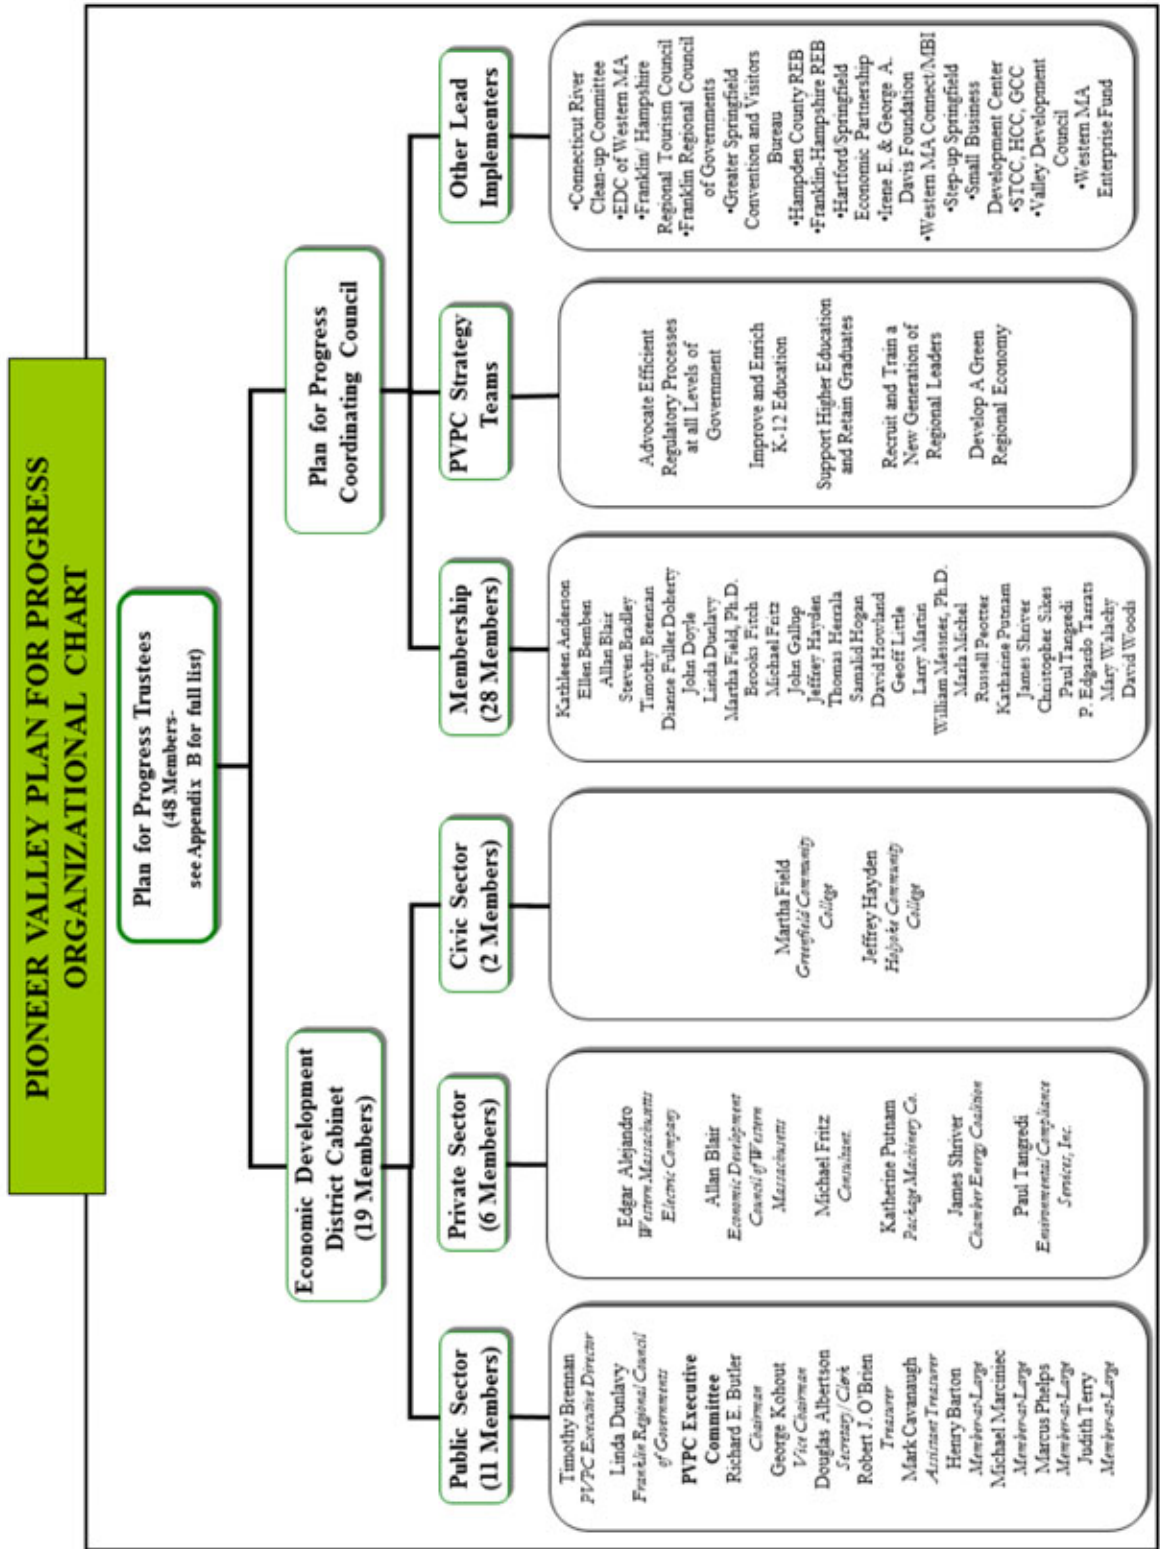 PIONEER VALLEY PLAN FOR PROGRESS
ORGANIZATIONAL CHART
Plan for Progress Trustees
(48 Members-
see Appendix B for full list)
Economic Development
District Cabinet
(19 Members)
Plan for Progress
Coordinating Council
Public Sector
(11 Members)
Timothy Brennan
PVPC Executive Director
Linda Dunlavy
Franklin Regional Council
of Governments
PVPC Executive
Committee
Richard E. Butler
Chairman
George Kohout
Vice Chairman
Douglas Albertson
Secretary/ Clerk
Robert J. O'Brien
Treasurer
Mark Cavanaugh
Assistant Treasurer
Henry Barton
Member-at-Large
Michael Marciniec
Member-at-Large
Marcus Phelps
Member-at-Large
Judith Terry
Member-at-Large
Private Sector
(6 Members)
Edgar Alejandro
Western Massachusetts
Electric Company
Allan Blair
Economic Development
Council of Western
Massachusetts
Michael Fritz
Consultant
Katherine Putnam
Package Machinery Co.
James Shriver
Chamber Energy Coalition
Paul Tangredi
Environmental Compliance
Services, Inc.
Civic Sector
(2 Members)
Martha Field
Greenfield Community
College
Jeffrey Hayden
Holyoke Community
College
Membership
(28 Members)
Kathleen Anderson
Ellen Bemben
Allan Blair
Steven Bradley
Timothy Brennan
Dianne Fuller Doherty
John Doyle
Linda Dunlavy
Martha Field, Ph.D.
Brooks Fitch
Michael Fritz
John Gallup
Jeffrey Hayden
Thomas Herrala
Samalid Hogan
David Howland
Geoff Little
Larry Martin
William Messner, Ph.D.
Marla Michel
Russell Peotter
Katharine Putnam
James Shriver
Christopher Sikes
Paul Tangredi
P. Edgardo Tarrats
Mary Walachy
David Woods
PVPC Strategy
Teams
Advocate Efficient
Regulatory Processes
at all Levels of
Government
Improve and Enrich
K-12 Education
Support Higher Education
and Retain Graduates
Recruit and Train a
New Generation of
Regional Leaders
Develop A Green
Regional Economy
Other Lead
Implementers
•Connecticut River
Clean-up Committee
•EDC of Western MA
•Franklin/ Hampshire
Regional Tourism Council
•Franklin Regional Council
of Governments
•Greater Springfield
Convention and Visitors
Bureau
•Hampden County REB
•Franklin-Hampshire REB
•Hartford/Springfield
Economic Partnership
•Irene E. & George A.
Davis Foundation
•Western MA Connect/MBI
•Step-up Springfield
•Small Business
Development Center
•STCC, HCC, GCC
•Valley Development
Council
•Western MA
Enterprise Fund